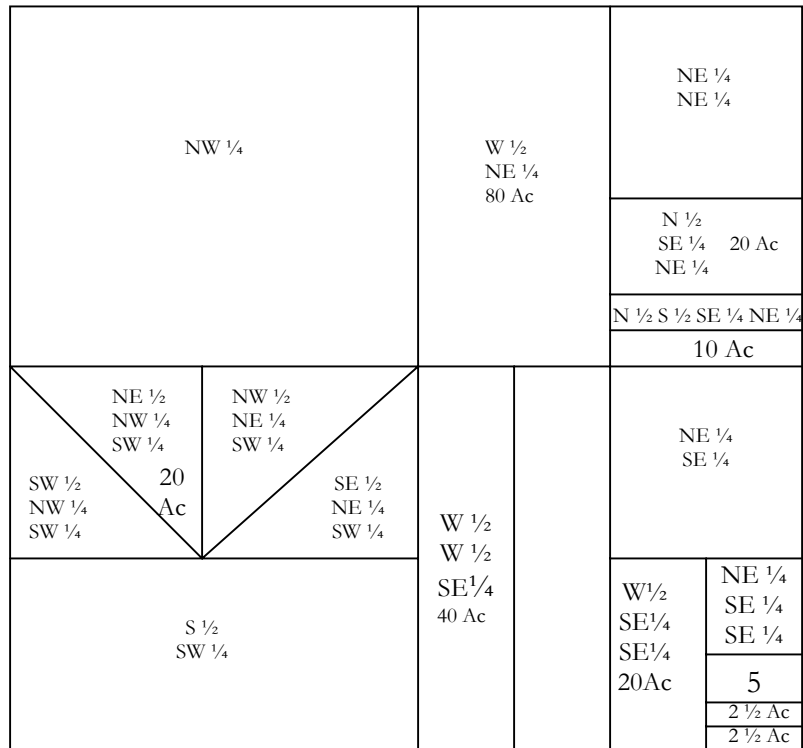 NW ¼
W ½
NE ¼
80 Ac
NE ¼
NE ¼
N ½
SE ¼ 20 Ac
NE ¼
N ½ S ½ SE ¼ NE ¼
10 Ac
NE ½
NW ¼
SW ¼
20
Ac
NW ½
NE ¼
SW ¼
SW ½
NW ¼
SW ¼
SE ½
NE ¼
SW ¼
S ½
SW ¼
W ½
W ½
SE¼
40 Ac
NE ¼
SE ¼
W½
SE¼
SE¼
20Ac
NE ¼
SE ¼
SE ¼
5
2 ½ Ac
2 ½ Ac